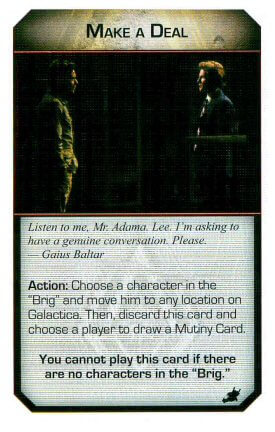 MAKE A DEAL
Listen to me, Mr. Adama. Lee. I'm asking to
have a genuine conversation. Please.
— Gaius Baltar
Action: Choose a character in the
"Brig" and move him to any location on
Galactica. Then, discard this card and
choose a player to draw a Mutiny Card.
You cannot play this card if there
are no characters in the "Brig."